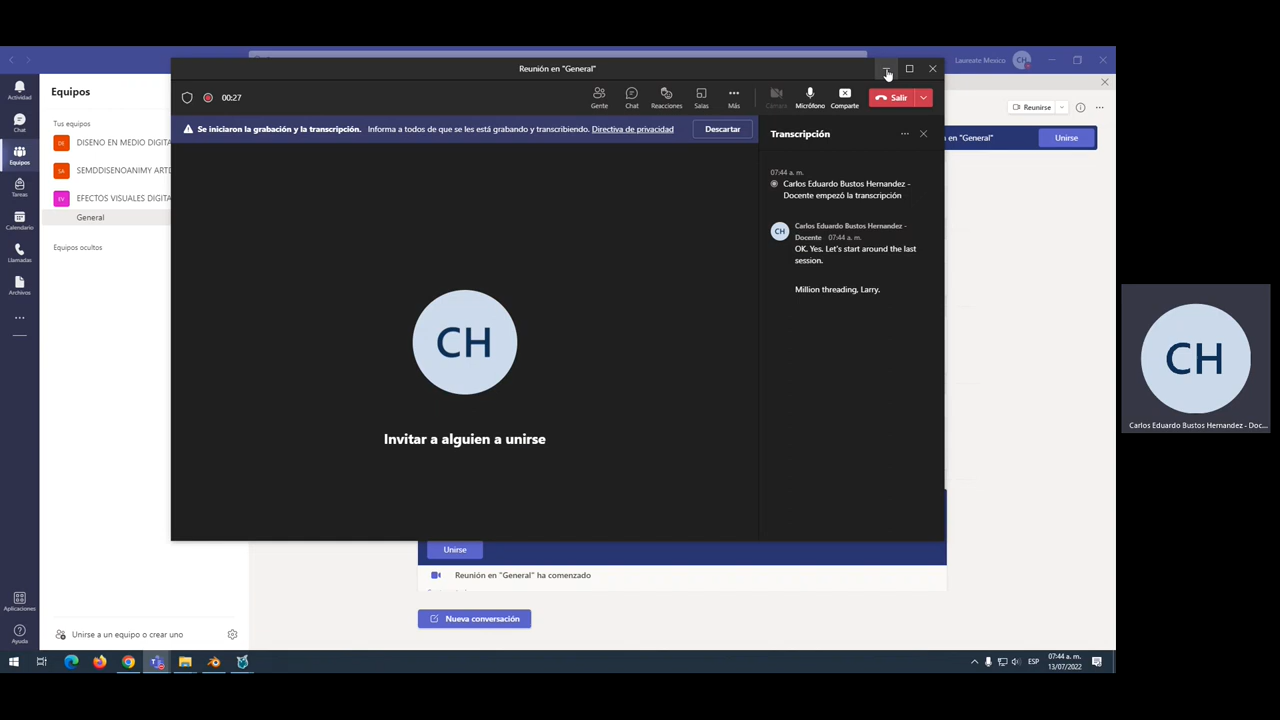 Laureate Mexico
CH
Reunión en "General"
Actividad
Chat
Equipos
Tareas
Calendario
Llamadas
Archivos
Aplicaciones
Ayuda
Equipos
Tus equipos
DE
DISENO EN MEDIO DIGITA
SA
SEMDDISENOANIMY ARTD
EV
EFECTOS VISUALES DIGITA
General
Equipos ocultos
Unirse a un equipo o crear uno
00:27
Gente
Chat
Reacciones
Salas
Más
Cámara
Micrófono
Comparte
Salir
Reunirse
Se iniciaron la grabación y la transcripción. Informa a todos de que se les está grabando y transcribiendo. Directiva de privacidad
Descartar
Transcripción
en "General"
Unirse
07:44 a. m.
Carlos Eduardo Bustos Hernandez -
Docente empezó la transcripción
CH
Carlos Eduardo Bustos Hernandez -
Docente 07:44 a. m.
OK. Yes. Let's start around the last
session.
Million threading, Larry.
CH
Invitar a alguien a unirse
Unirse
Reunión en "General" ha comenzado
Nueva conversación
CH
Carlos Eduardo Bustos Hernandez - Doc...
ESP
07:44 a. m.
13/07/2022